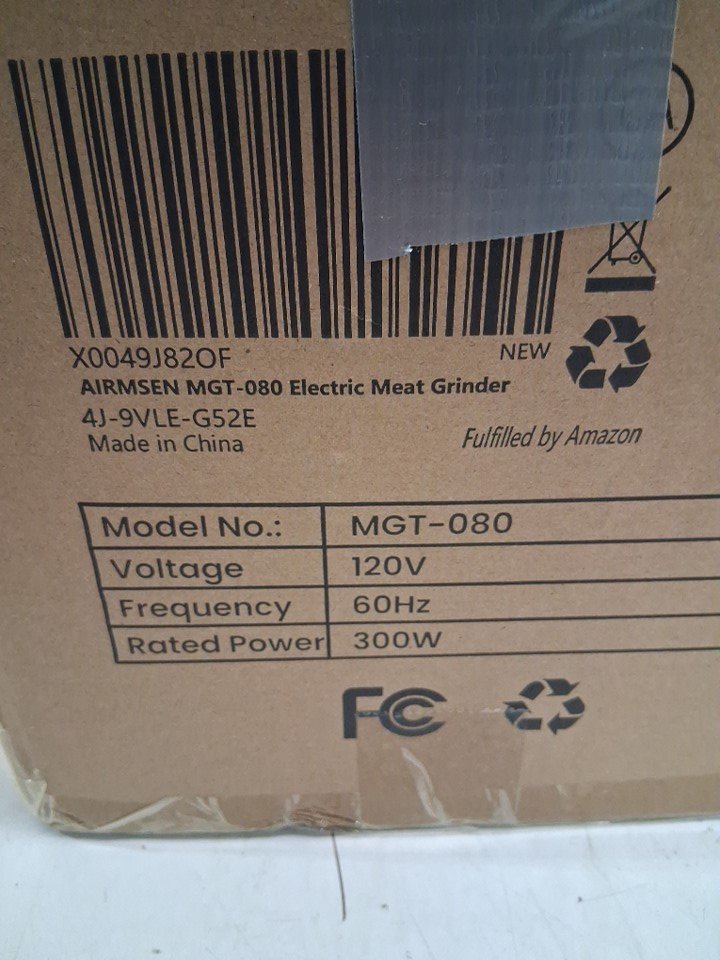 X0049J82OF
NEW
AIRMSEN MGT-080 Electric Meat Grinder
4J-9VLE-G52E
Made in China
Fulfilled by Amazon
Model No.: MGT-080
Voltage 120V
Frequency 60Hz
Rated Power 300W
FC